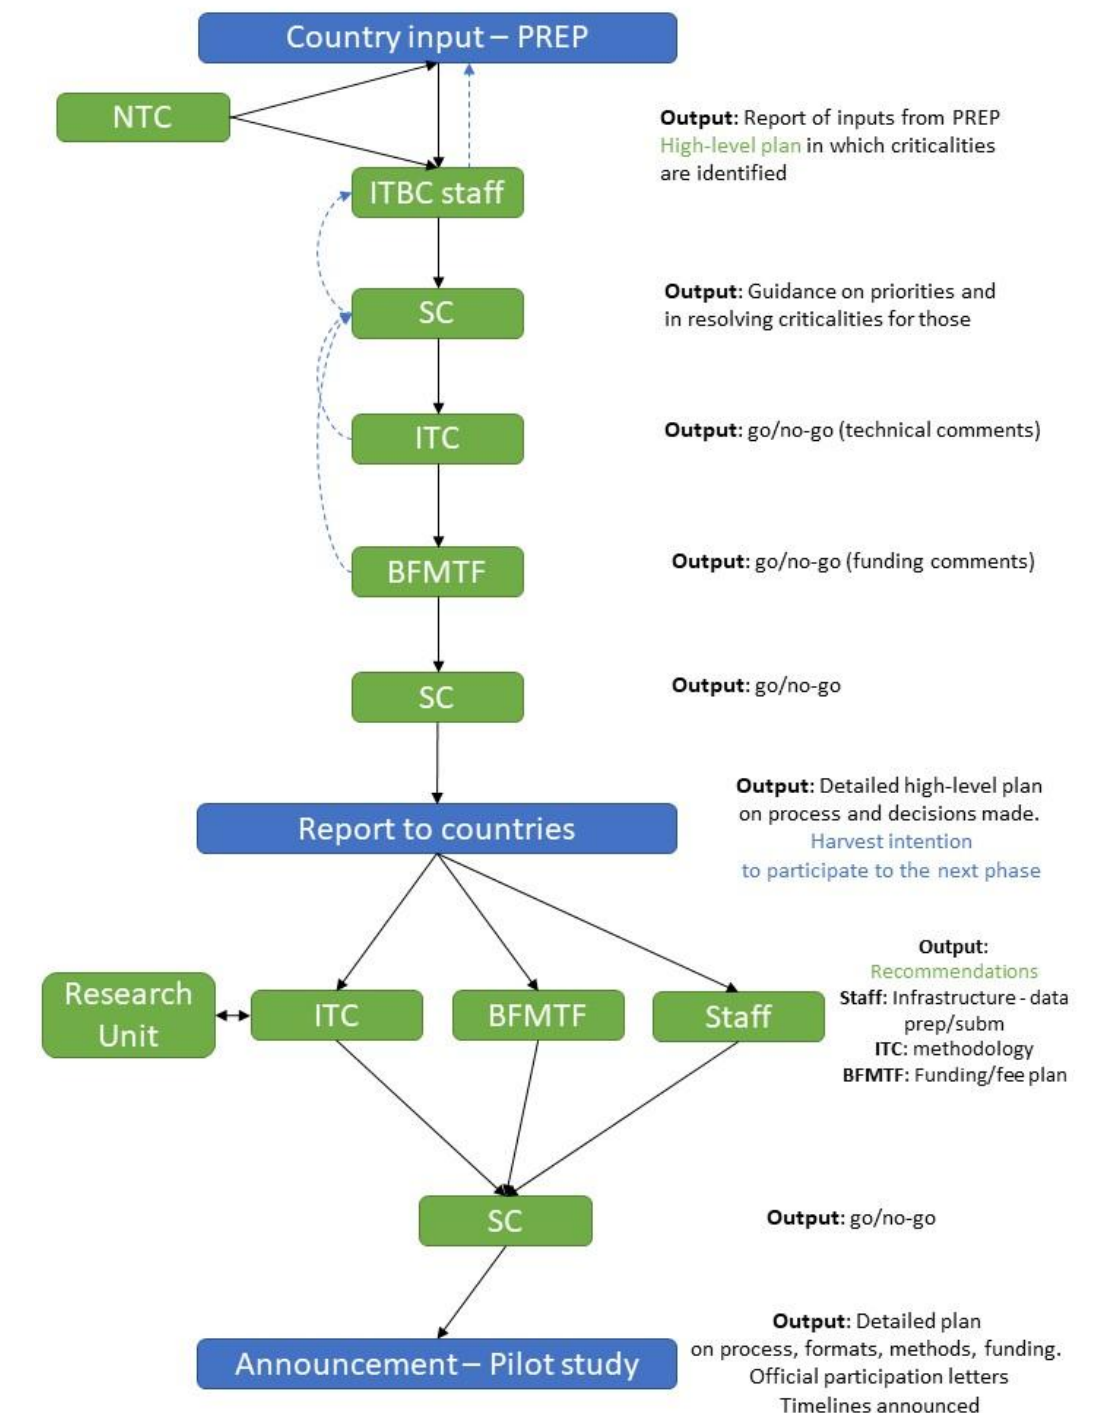 Country input – PREP
NTC
Output: Report of inputs from PREP
High-level plan in which criticalities
are identified
ITBC staff
Output: Guidance on priorities and
in resolving criticalities for those
SC
Output: go/no-go (technical comments)
ITC
Output: go/no-go (funding comments)
BFMTF
Output: go/no-go
SC
Output: Detailed high-level plan
on process and decisions made.
Harvest intention
to participate to the next phase
Report to countries
Output:
Recommendations
Staff: Infrastructure - data
prep/subm
ITC: methodology
BFMTF: Funding/fee plan
Research
Unit
ITC
BFMTF
Staff
SC
Output: go/no-go
Output: Detailed plan
on process, formats, methods, funding.
Official participation letters
Timelines announced
Announcement – Pilot study